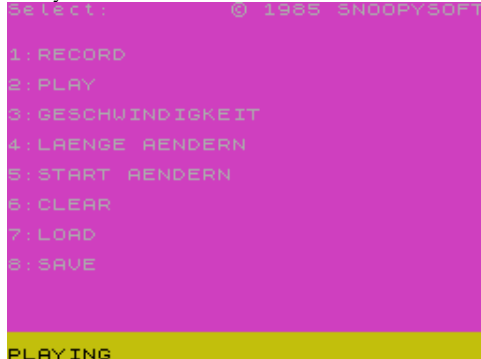 Select: © 1985 SNOOPYSOFT
1:RECORD
2:PLAY
3:GESCHWINDIGKEIT
4:LAENGE AENDERN
5:START AENDERN
6:CLEAR
7:LOAD
8:SAVE
PLAYING